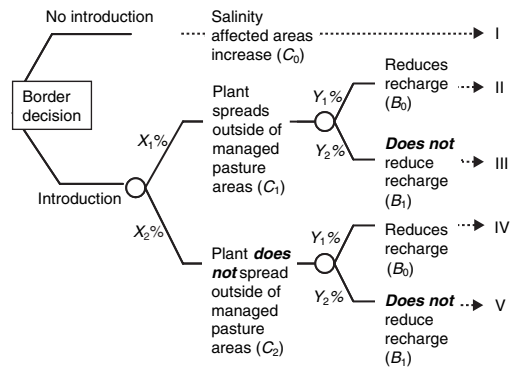 No introduction
Salinity
affected areas
increase (C0)
I
Border
decision
Introduction
X1%
Plant
spreads
outside of
managed
pasture
areas (C1)
Y1%
Reduces
recharge
(B0)
II
Y2%
Does not
reduce
recharge
(B1)
III
X2%
Plant does
not spread
outside of
managed
pasture
areas (C2)
Y1%
Reduces
recharge
(B0)
IV
Y2%
Does not
reduce
recharge
(B1)
V